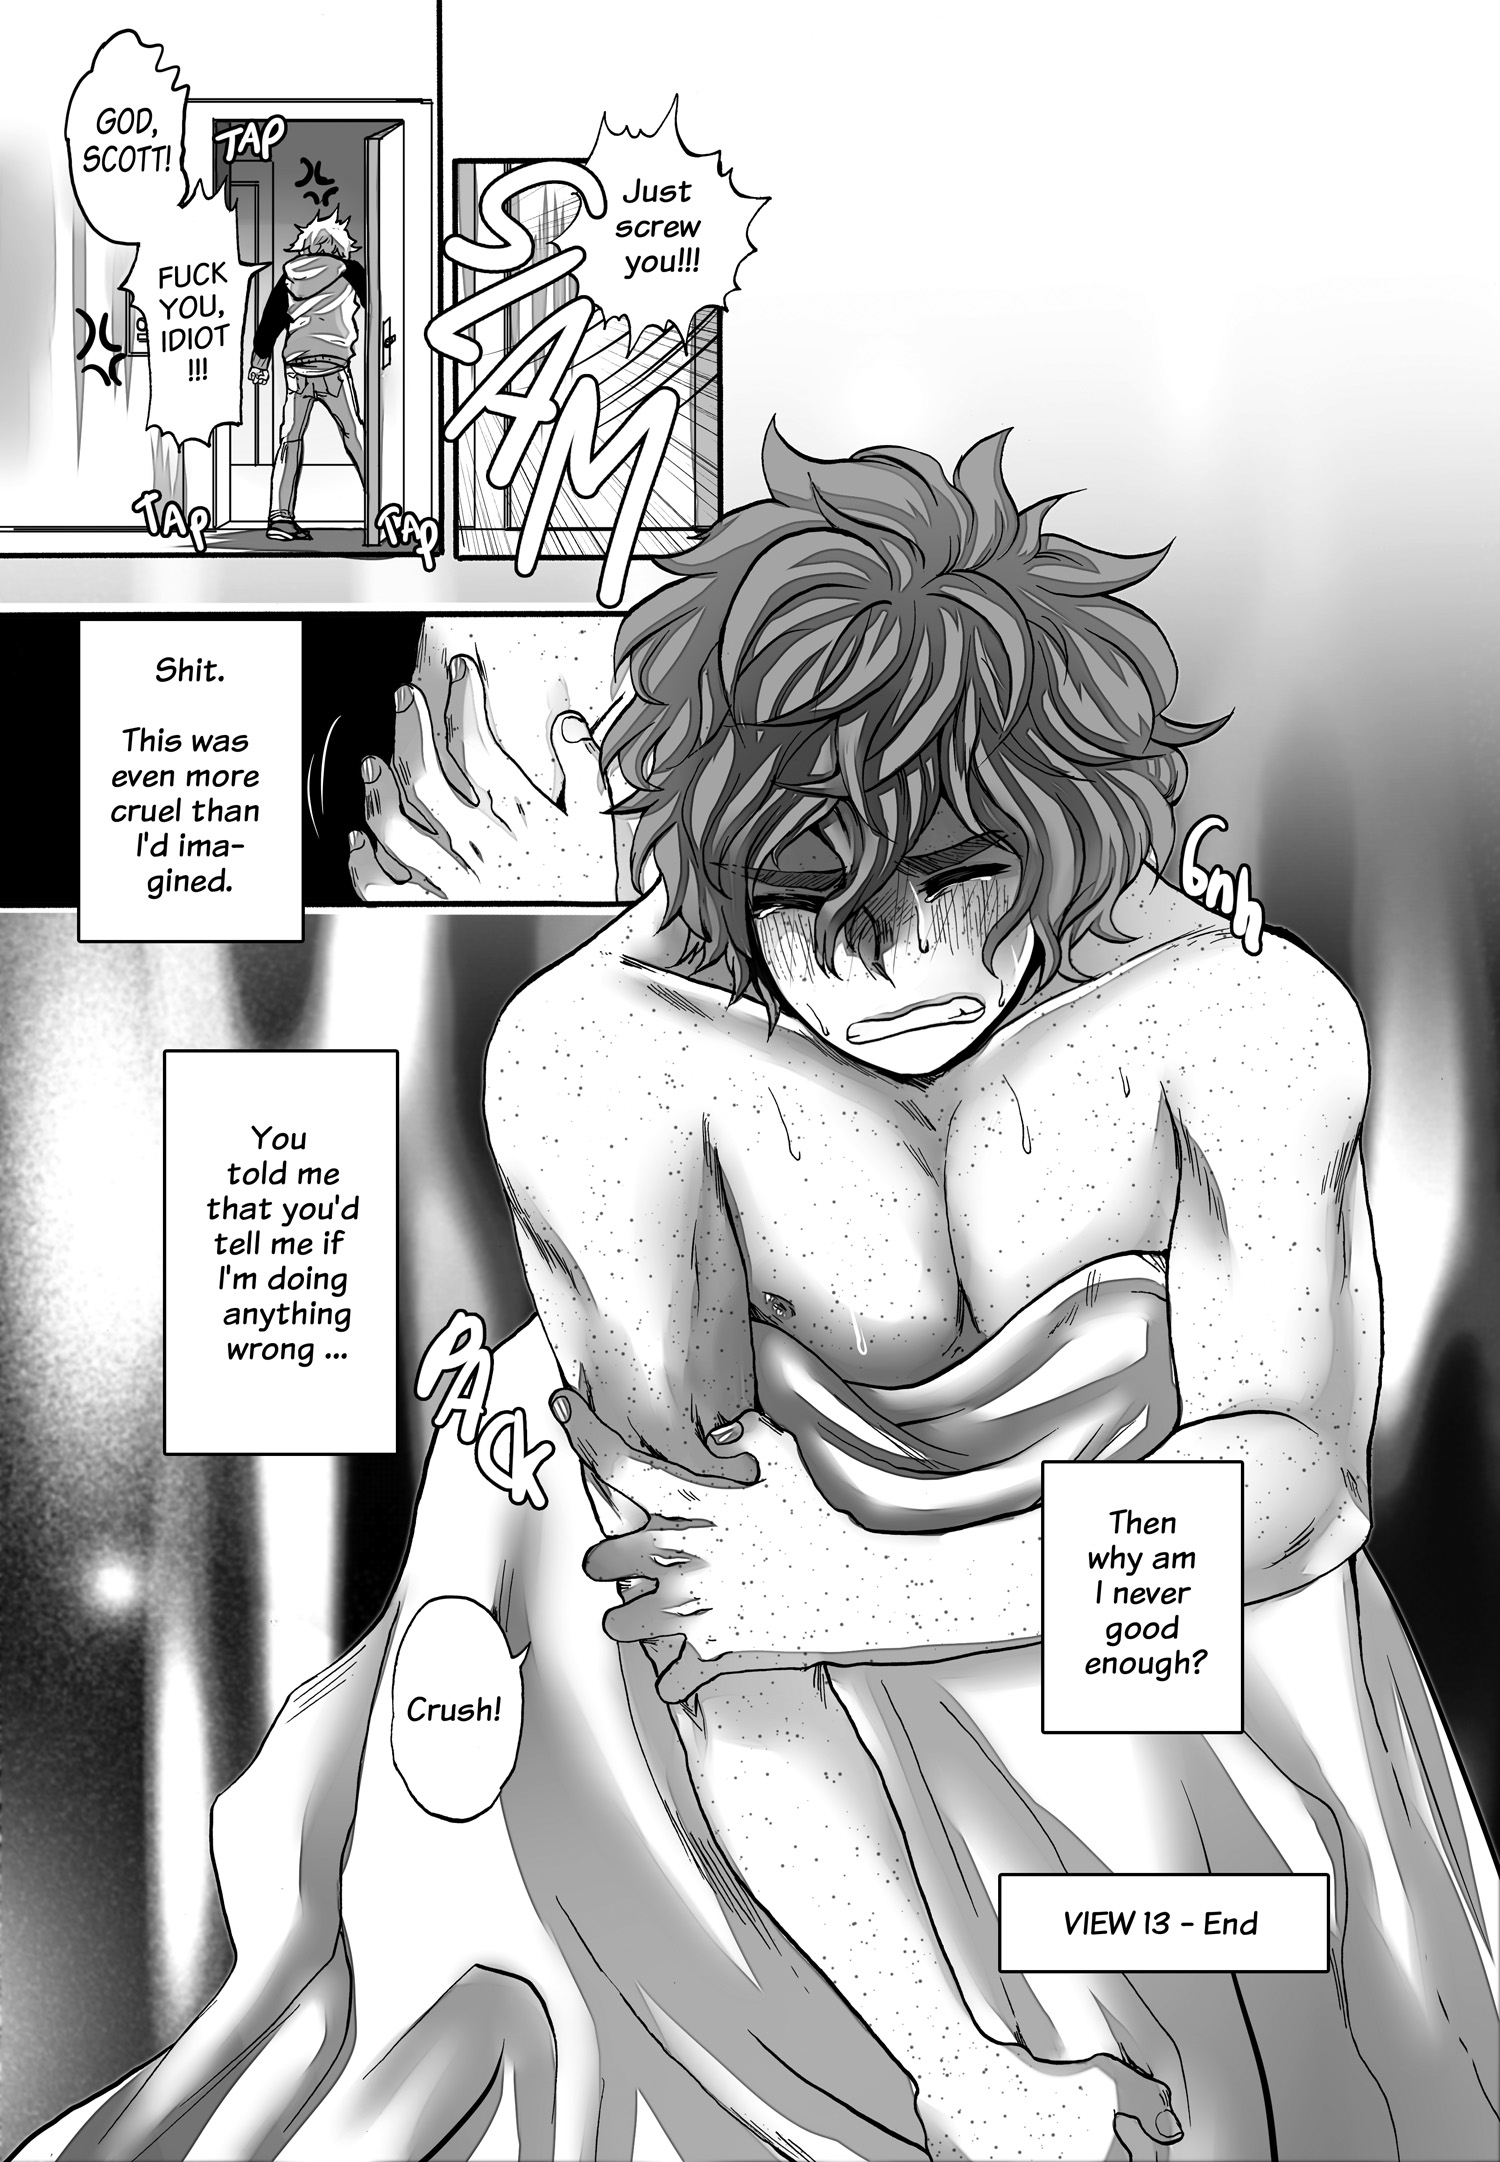 GOD,
SCOTT!
TAP
FUCK
YOU,
IDIOT
!!!
TAP
TAP
Just
screw
you!!!
SLAM
Shit.
This was
even more
cruel than
I'd ima-
gined.
Gnh
You
told me
that you'd
tell me if
I'm doing
anything
wrong ...
PACK
Then
why am
I never
good
enough?
Crush!
VIEW 13 - End